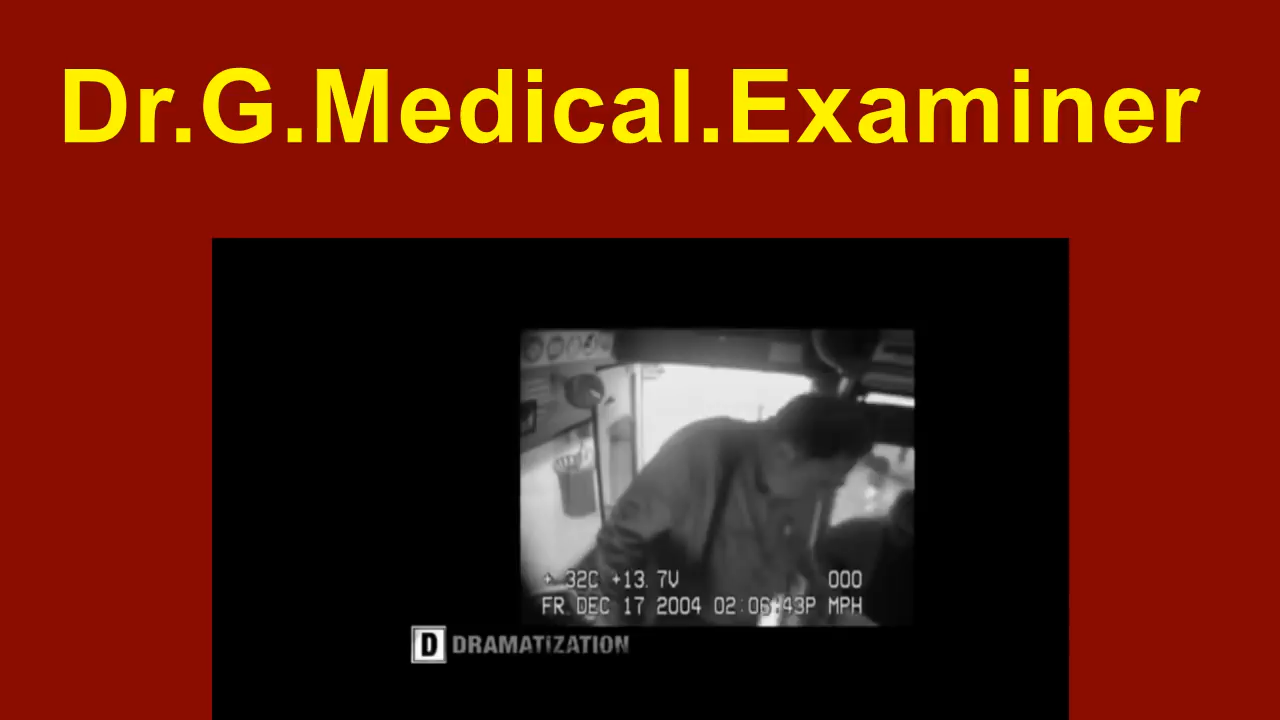 Dr.G.Medical.Examiner
+ 32C +13.7V 000
FR DEC 17 2004 02:06:43P MPH
D DRAMATIZATION